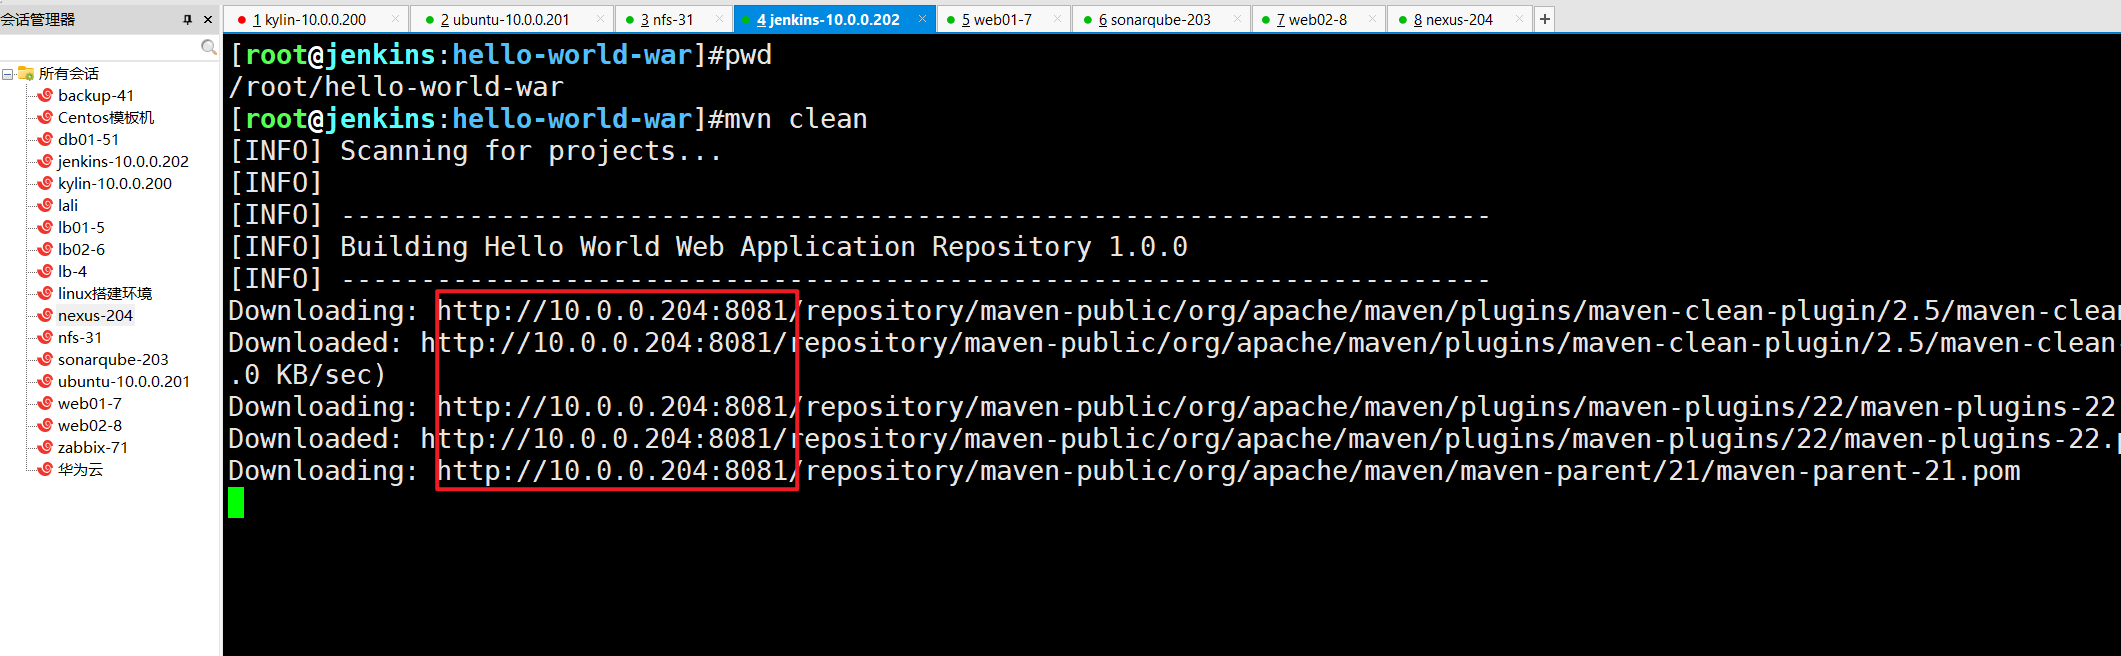 会话管理器
所有会话
backup-41
Centos模板机
db01-51
jenkins-10.0.0.202
kylin-10.0.0.200
lali
lb01-5
lb02-6
lb-4
linux搭建环境
nexus-204
nfs-31
sonarqube-203
ubuntu-10.0.0.201
web01-7
web02-8
zabbix-71
华为云
1 kylin-10.0.0.200
2 ubuntu-10.0.0.201
3 nfs-31
4 jenkins-10.0.0.202
5 web01-7
6 sonarqube-203
7 web02-8
8 nexus-204
[root@jenkins:hello-world-war]#pwd
/root/hello-world-war
[root@jenkins:hello-world-war]#mvn clean
[INFO] Scanning for projects...
[INFO]
[INFO] ------------------------------------------------------------------------
[INFO] Building Hello World Web Application Repository 1.0.0
[INFO] ------------------------------------------------------------------------
Downloading: http://10.0.0.204:8081/repository/maven-public/org/apache/maven/plugins/maven-clean-plugin/2.5/maven-clean
Downloaded: http://10.0.0.204:8081/repository/maven-public/org/apache/maven/plugins/maven-clean-plugin/2.5/maven-clean-
.0 KB/sec)
Downloading: http://10.0.0.204:8081/repository/maven-public/org/apache/maven/plugins/maven-plugins/22/maven-plugins-22
Downloaded: http://10.0.0.204:8081/repository/maven-public/org/apache/maven/plugins/maven-plugins/22/maven-plugins-22.p
Downloading: http://10.0.0.204:8081/repository/maven-public/org/apache/maven/maven-parent/21/maven-parent-21.pom